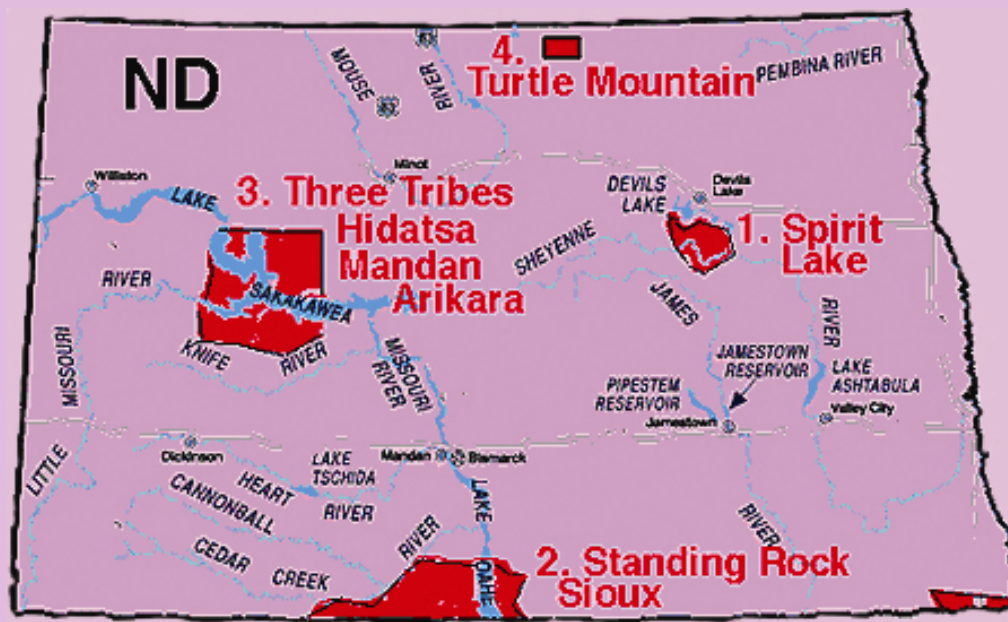 ND
4.
Turtle Mountain
PEMBINA RIVER
MOUSE
RIVER
Minot
Williston
LAKE
3. Three Tribes
Hidatsa
Mandan
Arikara
DEVILS
LAKE
Devils
Lake
1. Spirit
Lake
SHEYENNE
RIVER
SAKAKAWEA
RIVER
MISSOURI
LITTLE
KNIFE
RIVER
MISSOURI
RIVER
JAMES
JAMESTOWN
RESERVOIR
PIPESTEM
RESERVOIR
LAKE
ASHTABULA
Jamestown
Valley City
Dickinson
Mandan
Bismarck
LAKE
TSCHIDA
HEART
RIVER
CANNONBALL
RIVER
CEDAR
CREEK
LAKE
OAHE
RIVER
2. Standing Rock
Sioux